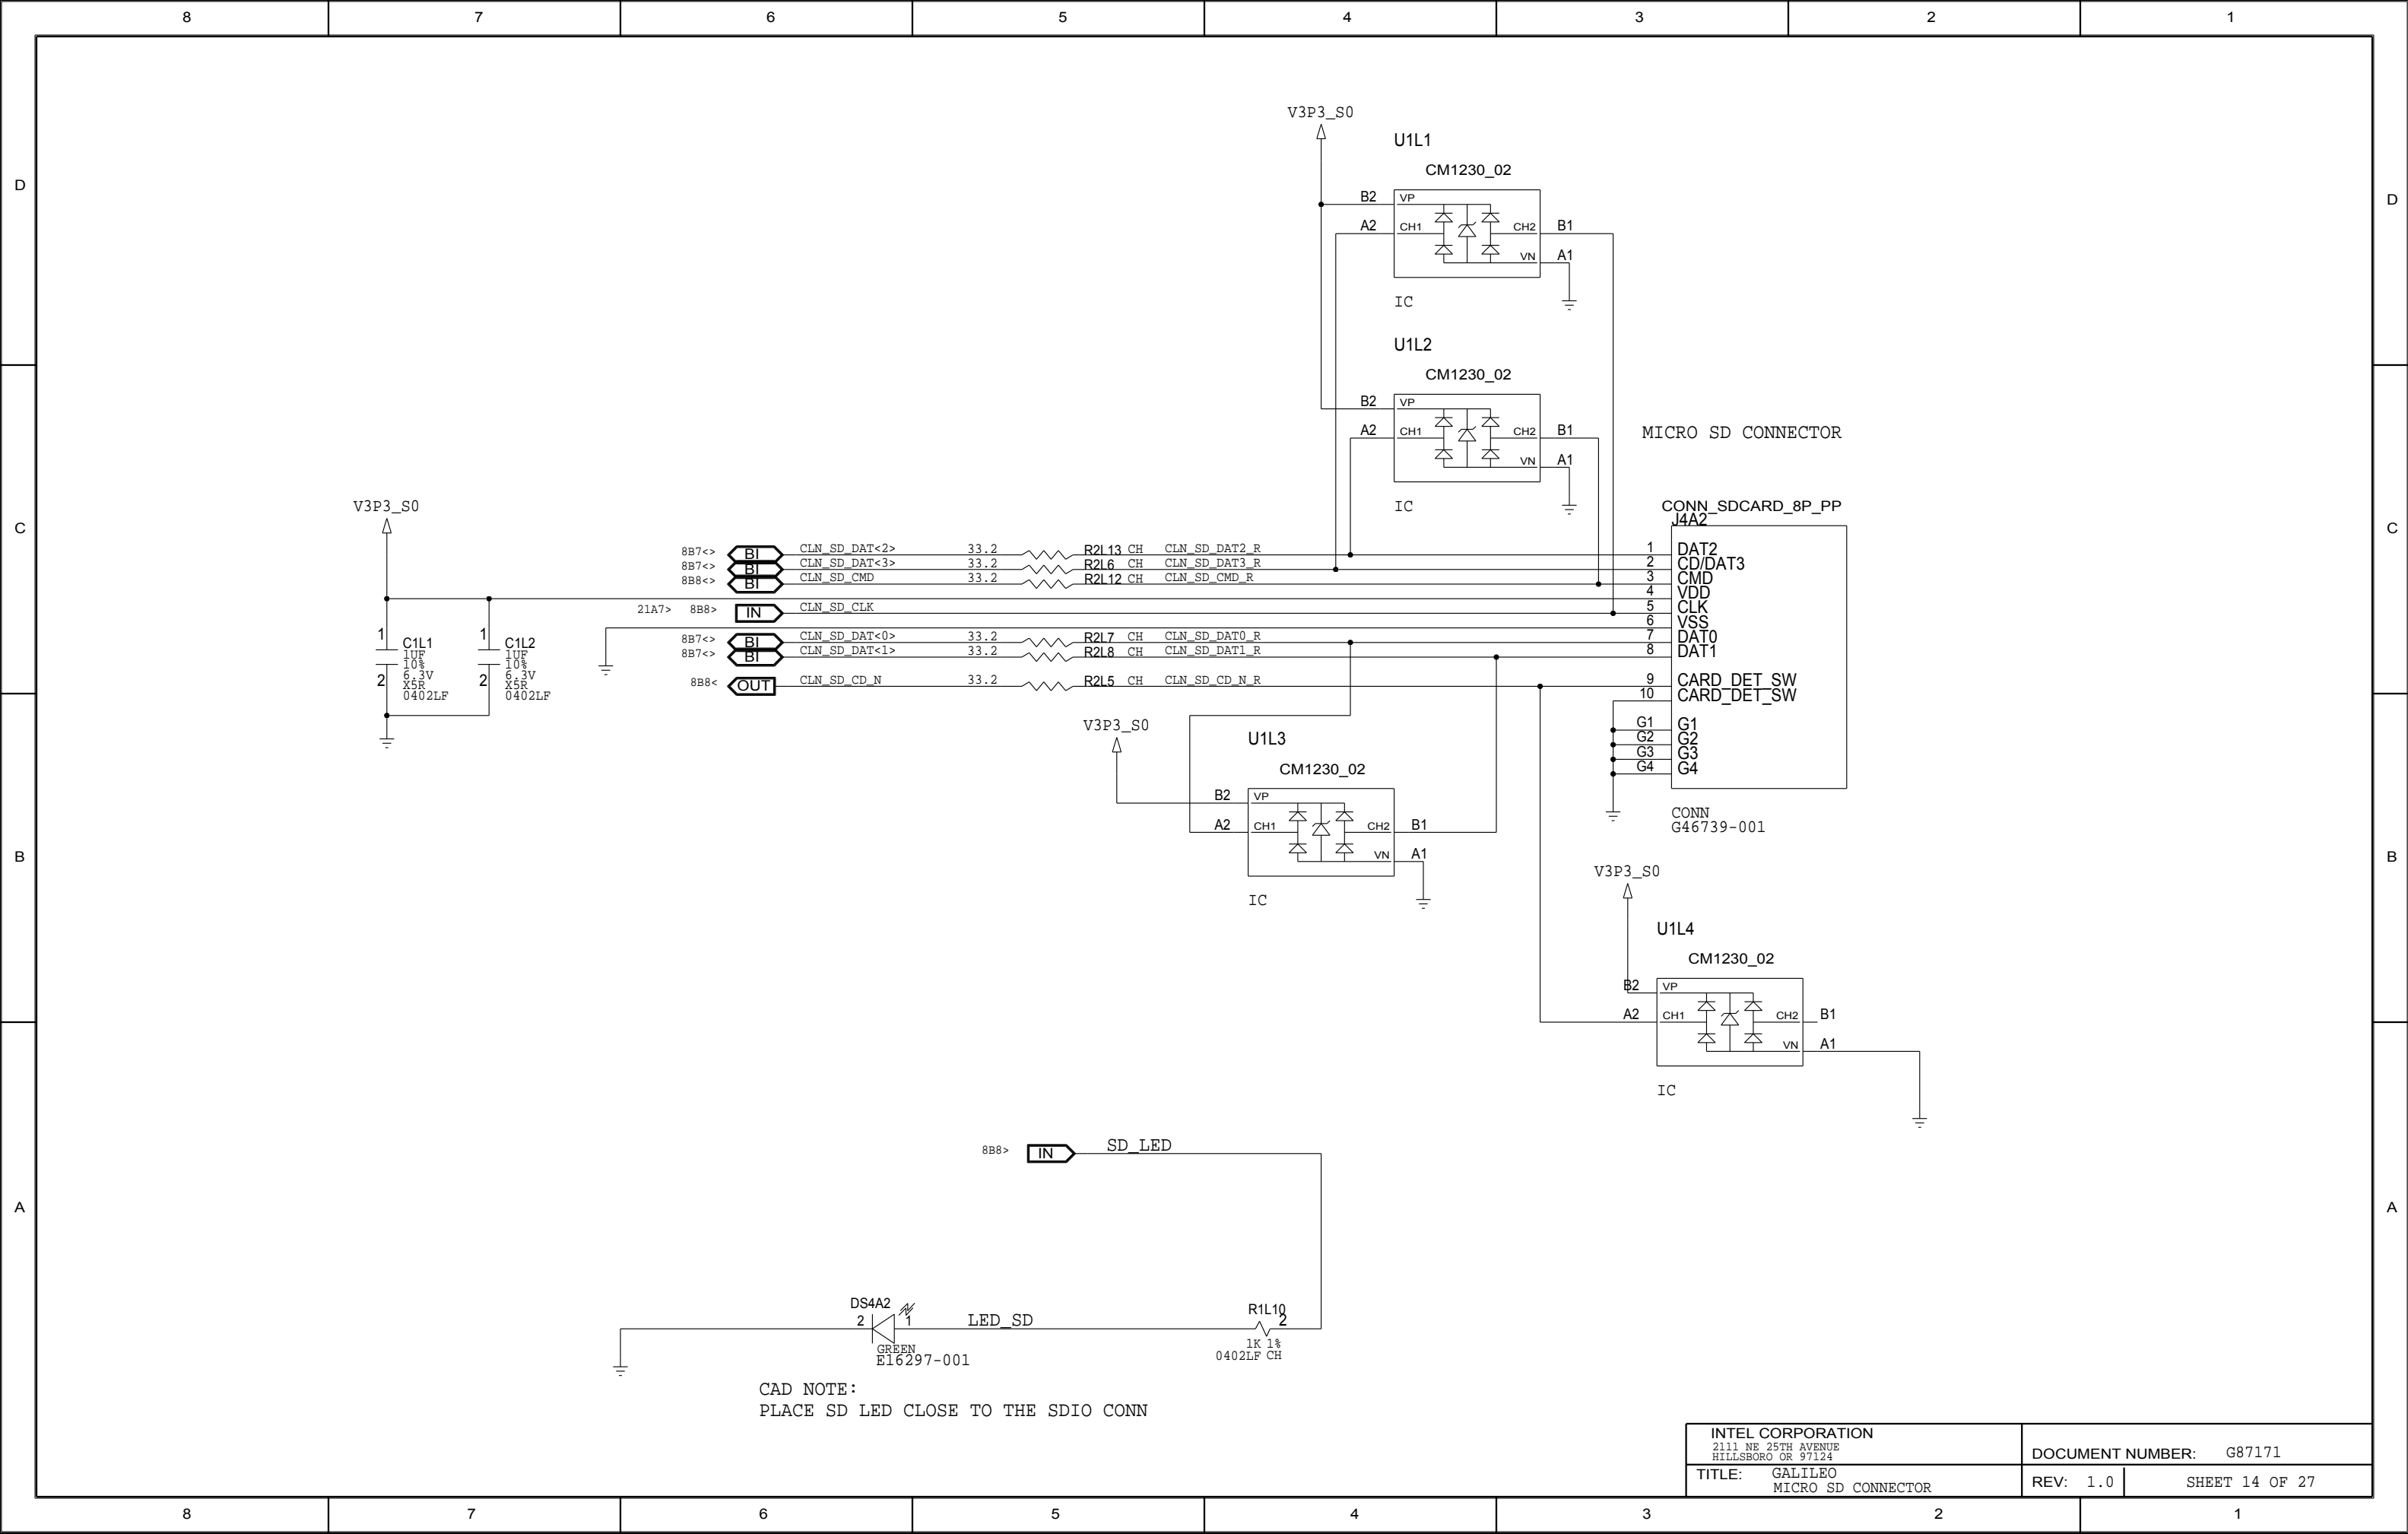 8 7 6 5 4 3 2 1
D
D
V3P3_S0
U1L1
CM1230_02
B2 VP
A2 CH1 CH2 B1
VN A1
IC
U1L2
CM1230_02
B2 VP
A2 CH1 CH2 B1
VN A1
IC
MICRO SD CONNECTOR
C
C
V3P3_S0
CONN_SDCARD_8P_PP
J4A2
8B7<> BI CLN_SD_DAT<2> 33.2 R2L13 CH CLN_SD_DAT2_R 1 DAT2
8B7<> BI CLN_SD_DAT<3> 33.2 R2L6 CH CLN_SD_DAT3_R 2 CD/DAT3
8B8<> BI CLN_SD_CMD 33.2 R2L12 CH CLN_SD_CMD_R 3 CMD
4 VDD
21A7> 8B8> IN CLN_SD_CLK 5 CLK
6 VSS
8B7<> BI CLN_SD_DAT<0> 33.2 R2L7 CH CLN_SD_DAT0_R 7 DAT0
8B7<> BI CLN_SD_DAT<1> 33.2 R2L8 CH CLN_SD_DAT1_R 8 DAT1
8B8< OUT CLN_SD_CD_N 33.2 R2L5 CH CLN_SD_CD_N_R 9 CARD_DET_SW
10 CARD_DET_SW
G1 G1
G2 G2
G3 G3
G4 G4
CONN
G46739-001
1 C1L1
1UF
10%
6.3V
2 X5R
0402LF
1 C1L2
1UF
10%
6.3V
2 X5R
0402LF
V3P3_S0
U1L3
CM1230_02
B2 VP
A2 CH1 CH2 B1
VN A1
IC
B
B
V3P3_S0
U1L4
CM1230_02
B2 VP
A2 CH1 CH2 B1
VN A1
IC
8B8> IN SD_LED
A
A
DS4A2
2 1 LED_SD
GREEN
E16297-001
R1L10
2
1K 1%
0402LF CH
CAD NOTE:
PLACE SD LED CLOSE TO THE SDIO CONN
INTEL CORPORATION
2111 NE 25TH AVENUE
HILLSBORO OR 97124
DOCUMENT NUMBER: G87171
TITLE: GALILEO
MICRO SD CONNECTOR
REV: 1.0 SHEET 14 OF 27
8 7 6 5 4 3 2 1